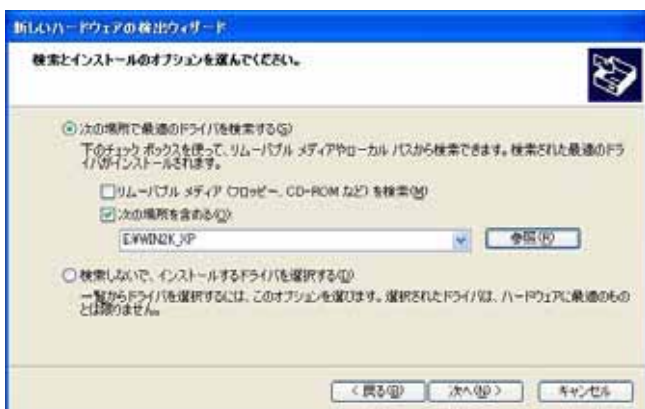 新しいハードウェアの検出ウィザード
検索とインストールのオプションを選んでください。
次の場所で最適のドライバを検索する(S)
下のチェック ボックスを使って、リムーバブル メディアやローカル パスから検索できます。検索された最適のドラ
イバがインストールされます。
リムーバブル メディア (フロッピー、CD-ROM など) を検索(M)
次の場所を含める(O):
E:¥WIN2K_XP
参照(R)
検索しないで、インストールするドライバを選択する(D)
一覧からドライバを選択するには、このオプションを選びます。選択されたドライバは、ハードウェアに最適のもの
とは限りません。
< 戻る(B)
次へ(N) >
キャンセル